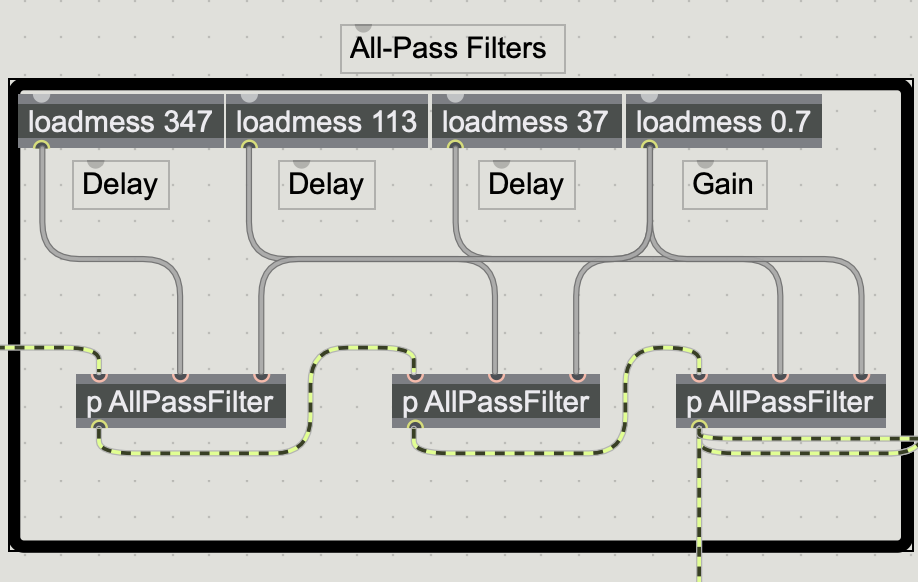 All-Pass Filters
loadmess 347 loadmess 113 loadmess 37 loadmess 0.7
Delay Delay Delay Gain
p AllPassFilter p AllPassFilter p AllPassFilter